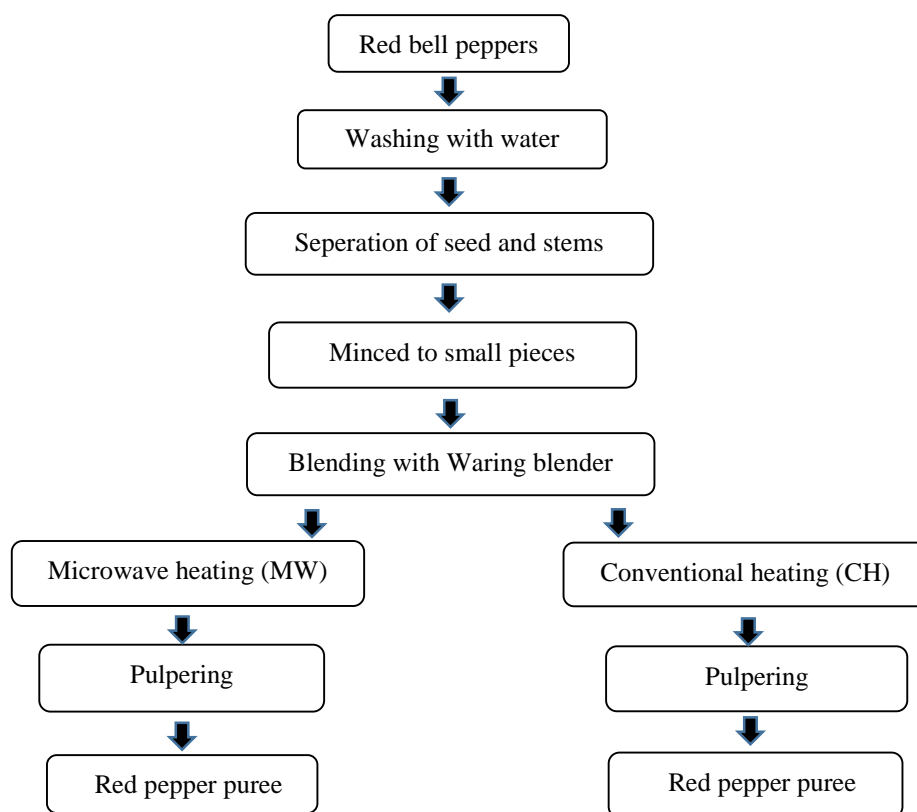 Red bell peppers
Washing with water
Seperation of seed and stems
Minced to small pieces
Blending with Waring blender
Microwave heating (MW)
Conventional heating (CH)
Pulpering
Pulpering
Red pepper puree
Red pepper puree